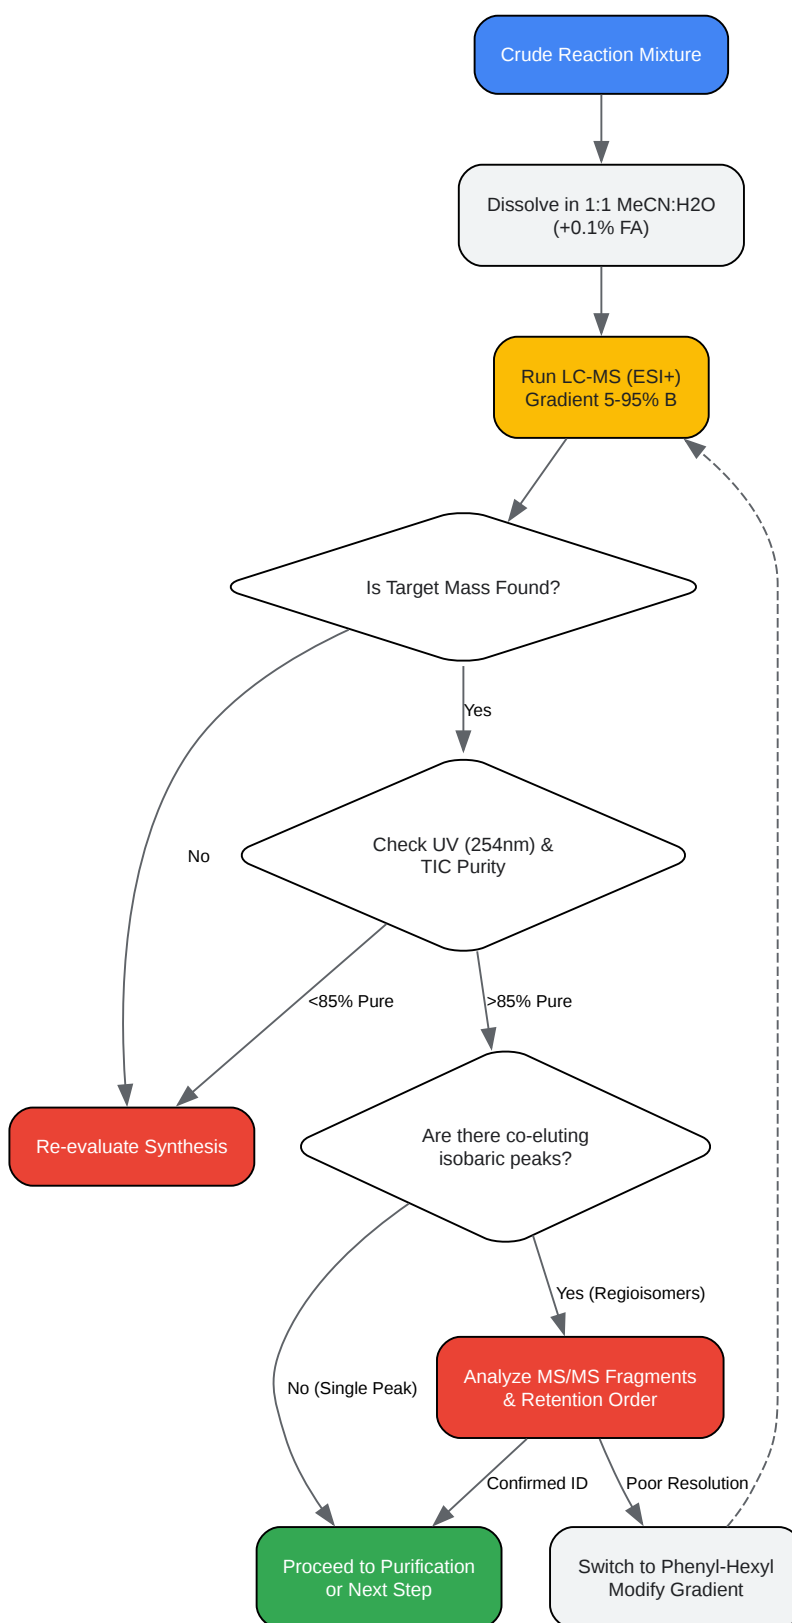 Crude Reaction Mixture
Dissolve in 1:1 MeCN:H2O
(+0.1% FA)
Run LC-MS (ESI+)
Gradient 5-95% B
Is Target Mass Found?
Yes
No
Check UV (254nm) &
TIC Purity
<85% Pure
>85% Pure
Re-evaluate Synthesis
Are there co-eluting
isobaric peaks?
Yes (Regioisomers)
No (Single Peak)
Analyze MS/MS Fragments
& Retention Order
Confirmed ID
Poor Resolution
Proceed to Purification
or Next Step
Switch to Phenyl-Hexyl
Modify Gradient